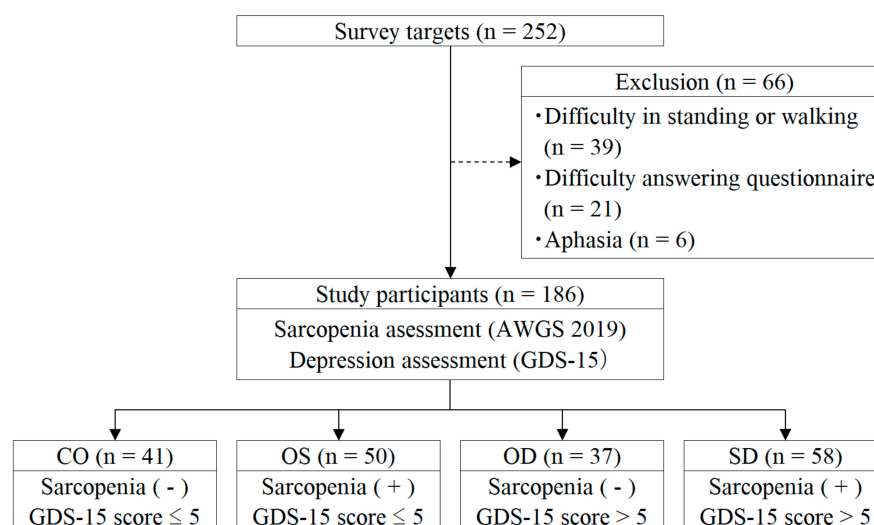 Survey targets (n = 252)
Exclusion (n = 66)
・Difficulty in standing or walking
(n = 39)
・Difficulty answering questionnaire
(n = 21)
・Aphasia (n = 6)
Study participants (n = 186)
Sarcopenia asessment (AWGS 2019)
Depression assessment (GDS-15）
CO (n = 41)
Sarcopenia ( - )
GDS-15 score ≤ 5
OS (n = 50)
Sarcopenia ( + )
GDS-15 score ≤ 5
OD (n = 37)
Sarcopenia ( - )
GDS-15 score > 5
SD (n = 58)
Sarcopenia ( + )
GDS-15 score > 5